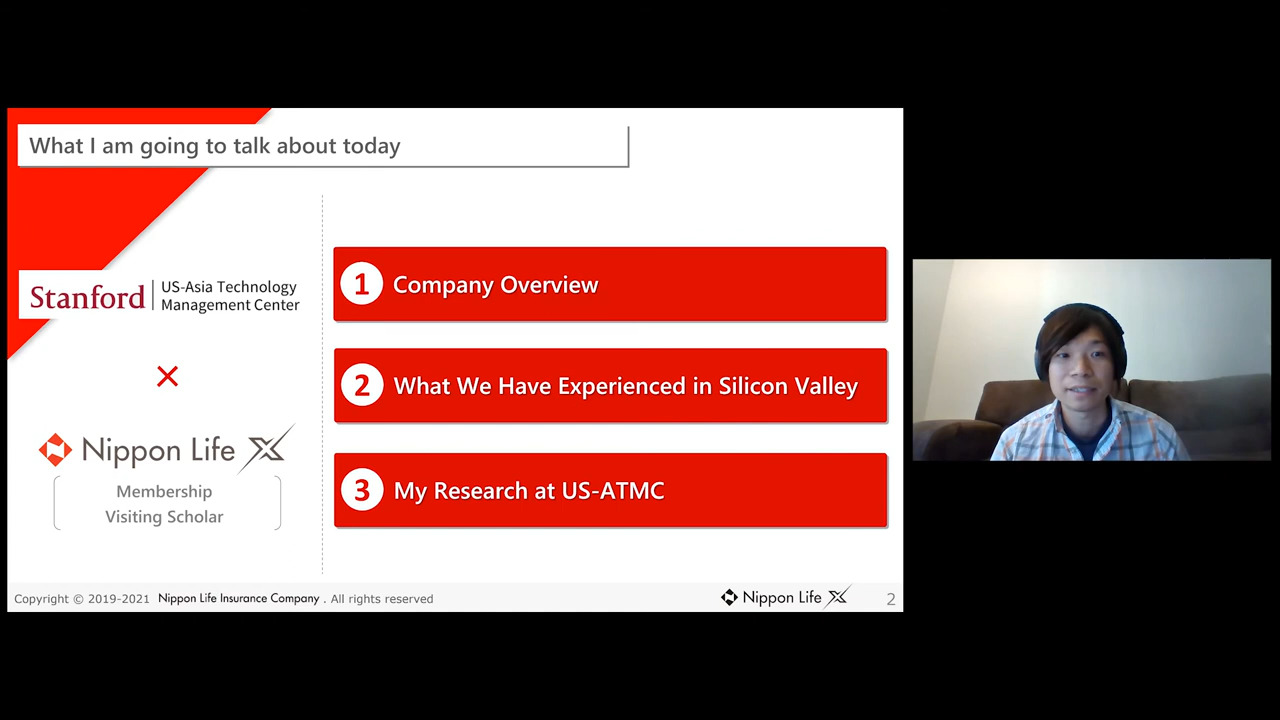 What I am going to talk about today
Stanford
US-Asia Technology
Management Center
×
Nippon Life X
Membership
Visiting Scholar
1 Company Overview
2 What We Have Experienced in Silicon Valley
3 My Research at US-ATMC
Copyright © 2019-2021 Nippon Life Insurance Company . All rights reserved
Nippon Life X
2